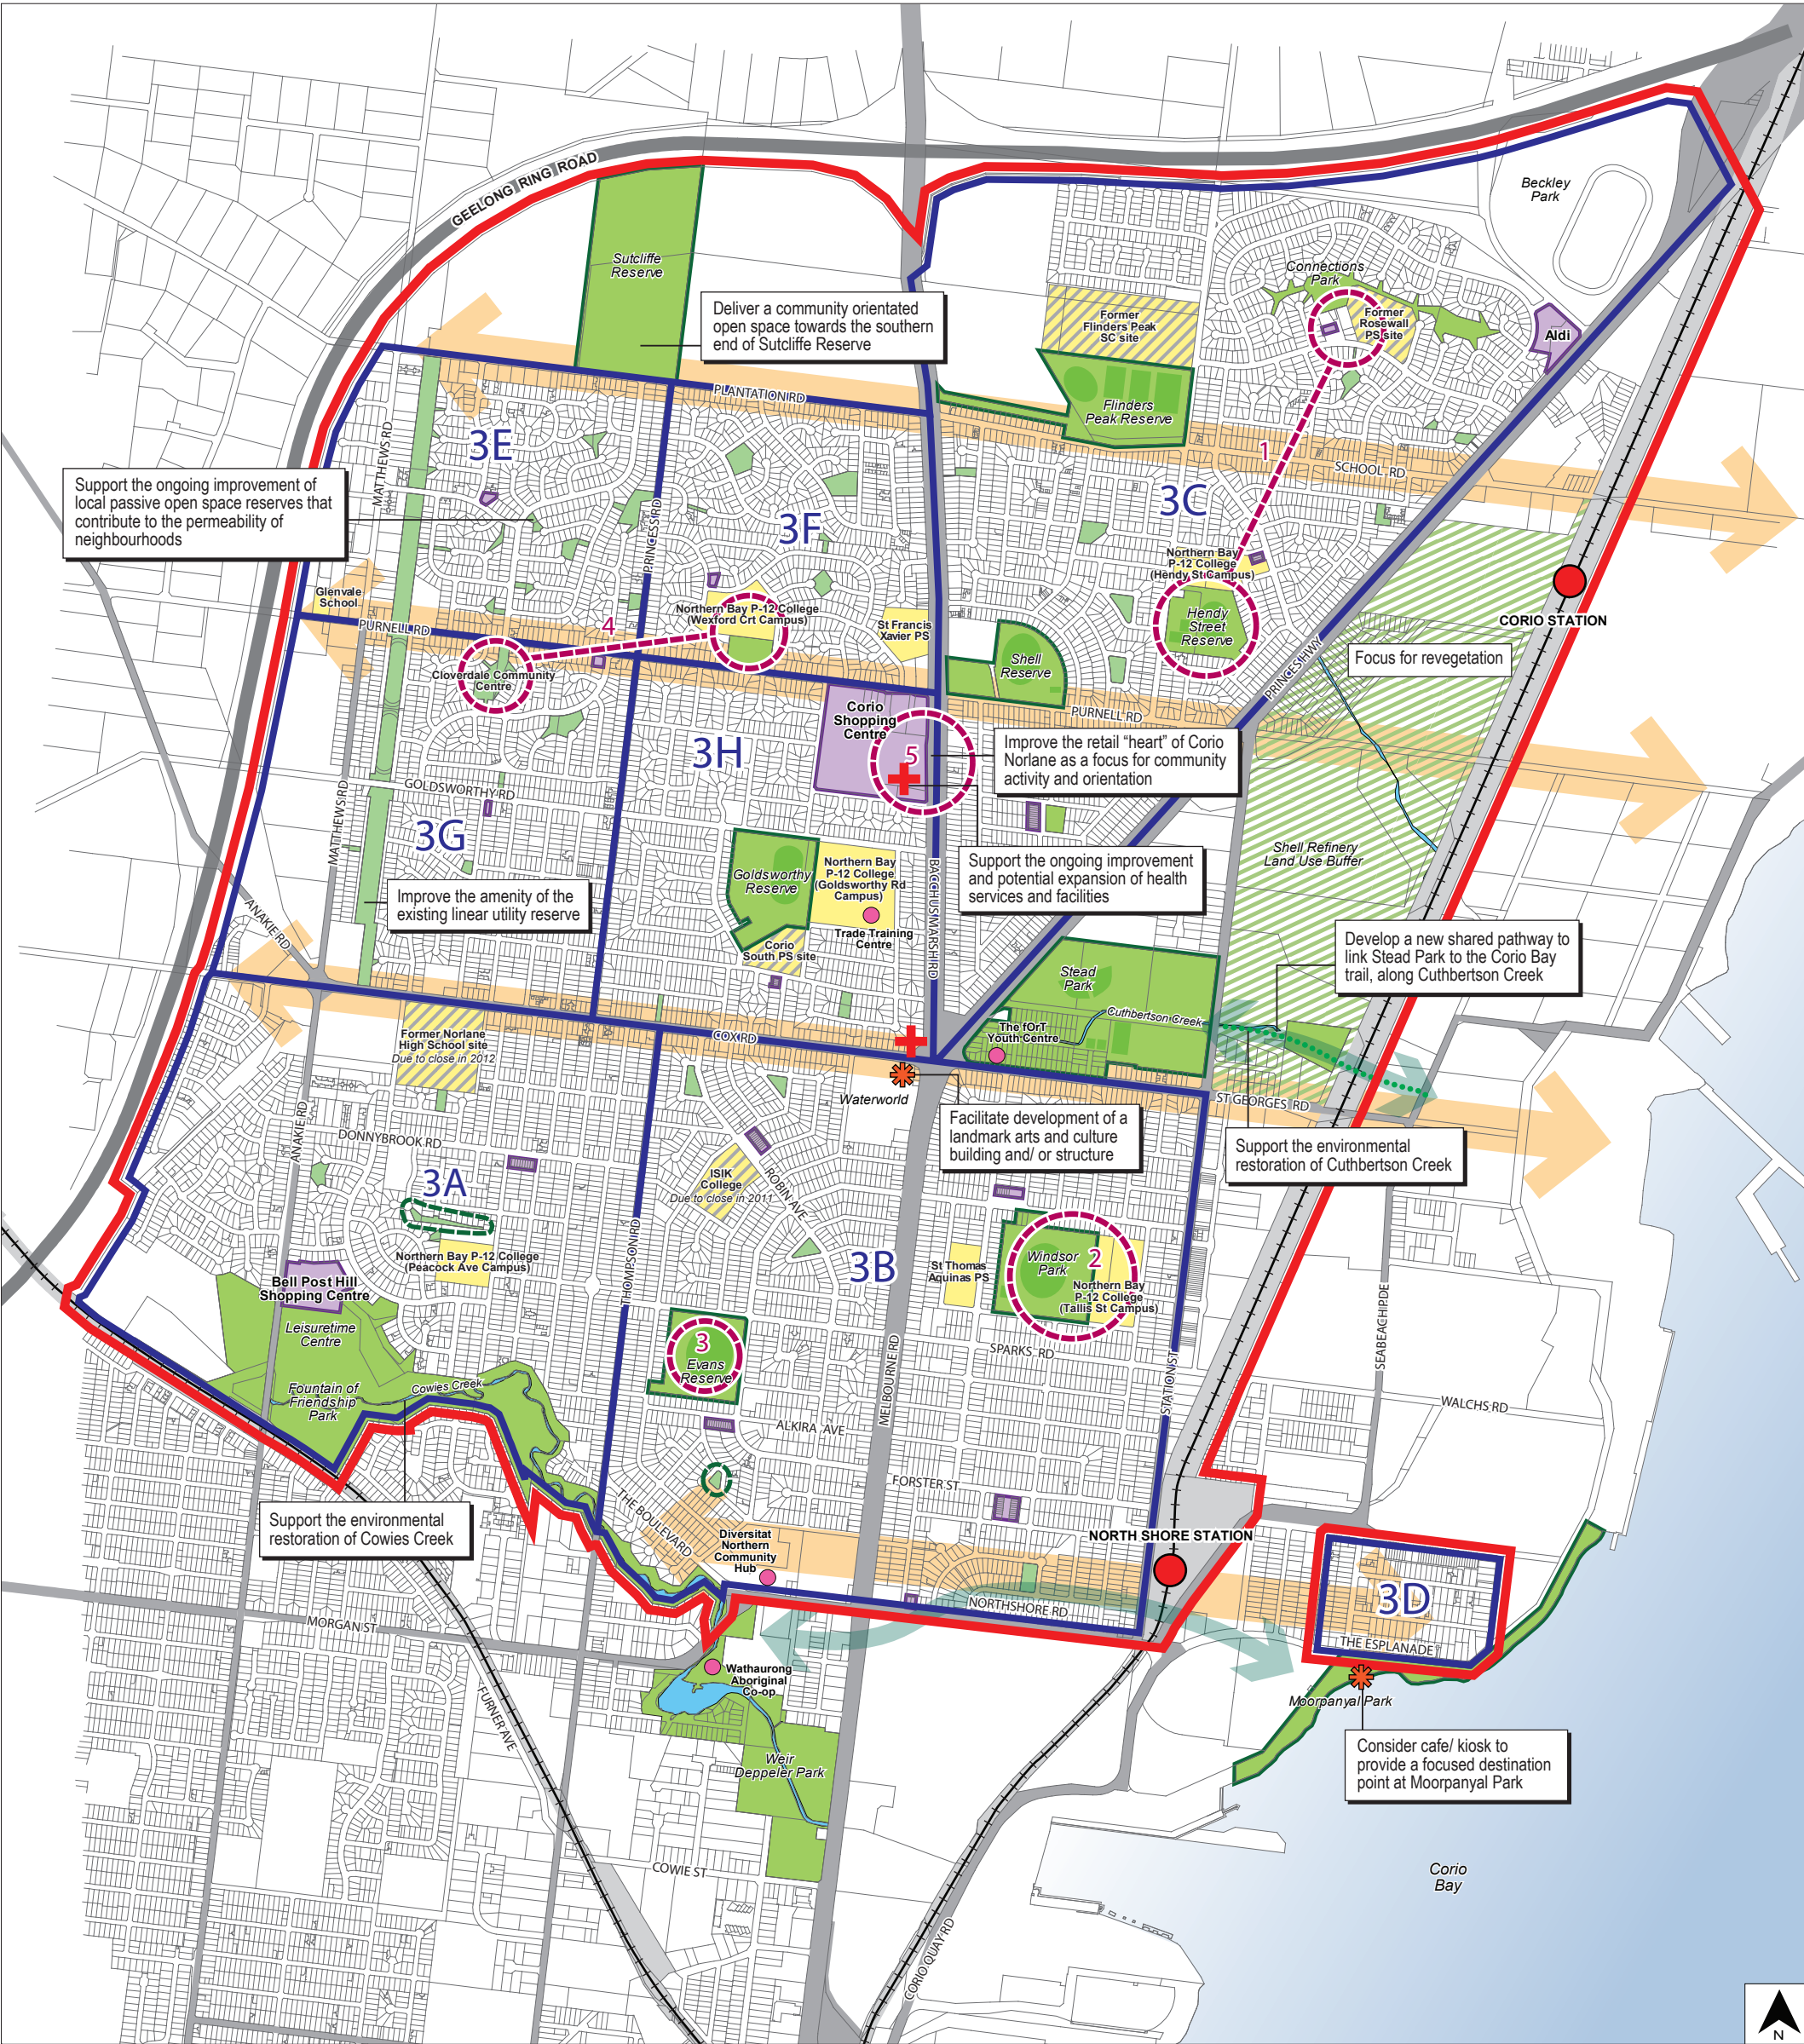 GEELONG RING ROAD
Beckley
Park
Sutcliffe
Reserve
Connections
Park
Deliver a community orientated
open space towards the southern
end of Sutcliffe Reserve
Former
Flinders Peak
SC site
Former
Rosewall
PS site
Aldi
PLANTATION RD
Flinders
Peak Reserve
MATTHEWS RD
3E
1
SCHOOL RD
Support the ongoing improvement of
local passive open space reserves that
contribute to the permeability of
neighbourhoods
3C
3F
PRINCESS RD
Northern Bay
P-12 College
(Hendy St Campus)
Glenvale
School
Northern Bay P-12 College
(Wexford Crt Campus)
Hendy
Street
Reserve
CORIO STATION
PURNELL RD
4
St Francis
Xavier PS
Shell
Reserve
Focus for revegetation
Cloverdale Community
Centre
PRINCES HWY
Corio
Shopping
Centre
PURNELL RD
3H
5
Improve the retail “heart” of Corio
Norlane as a focus for community
activity and orientation
GOLDSWORTHY RD
MATTHEWS RD
3G
Shell Refinery
Land Use Buffer
Goldsworthy
Reserve
Northern Bay
P-12 College
(Goldsworthy Rd
Campus)
BACCHUS MARSH RD
Support the ongoing improvement
and potential expansion of health
services and facilities
Improve the amenity of the
existing linear utility reserve
ANAKIE RD
Trade Training
Centre
Corio
South PS site
Develop a new shared pathway to
link Stead Park to the Corio Bay
trail, along Cuthbertson Creek
Stead
Park
Cuthbertson Creek
The fOrT
Youth Centre
Former Norlane
High School site
Due to close in 2012
COX RD
Waterworld
ST GEORGES RD
Facilitate development of a
landmark arts and culture
building and/ or structure
Support the environmental
restoration of Cuthbertson Creek
ANAKIE RD
DONNYBROOK RD
3A
ISIK
College
Due to close in 2011
ROBIN AVE
THOMPSON RD
Northern Bay P-12 College
(Peacock Ave Campus)
3B
St Thomas
Aquinas PS
Windsor
Park
2
Northern Bay
P-12 College
(Tallis St Campus)
Bell Post Hill
Shopping Centre
Leisuretime
Centre
3
Evans
Reserve
MELBOURNE RD
SPARKS RD
STATION ST
SEABEACH PDE
Fountain of
Friendship
Park
Cowies Creek
WALCHS RD
ALKIRA AVE
FORSTER ST
Support the environmental
restoration of Cowies Creek
THE BOULEVARD
Diversitat
Northern
Community
Hub
NORTH SHORE STATION
3D
NORTHSHORE RD
MORGAN ST
THE ESPLANADE
Wathaurong
Aboriginal
Co-op
Moorpanyal Park
FURNER AVE
Weir
Deppeler Park
Consider cafe/ kiosk to
provide a focused destination
point at Moorpanyal Park
COWIE ST
Corio
Bay
CORIO QUAY RD
N